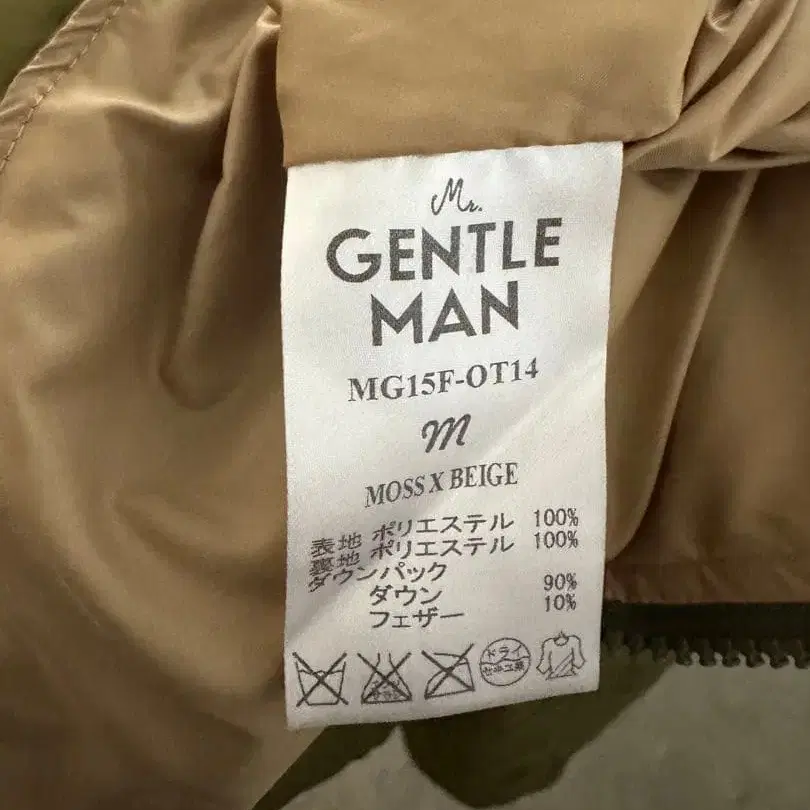 Mr.
GENTLE
MAN
MG15F-OT14
m
MOSS X BEIGE
表地 ポリエステル 100%
裏地 ポリエステル 100%
ダウンパック
ダウン 90%
フェザー 10%
ドライ